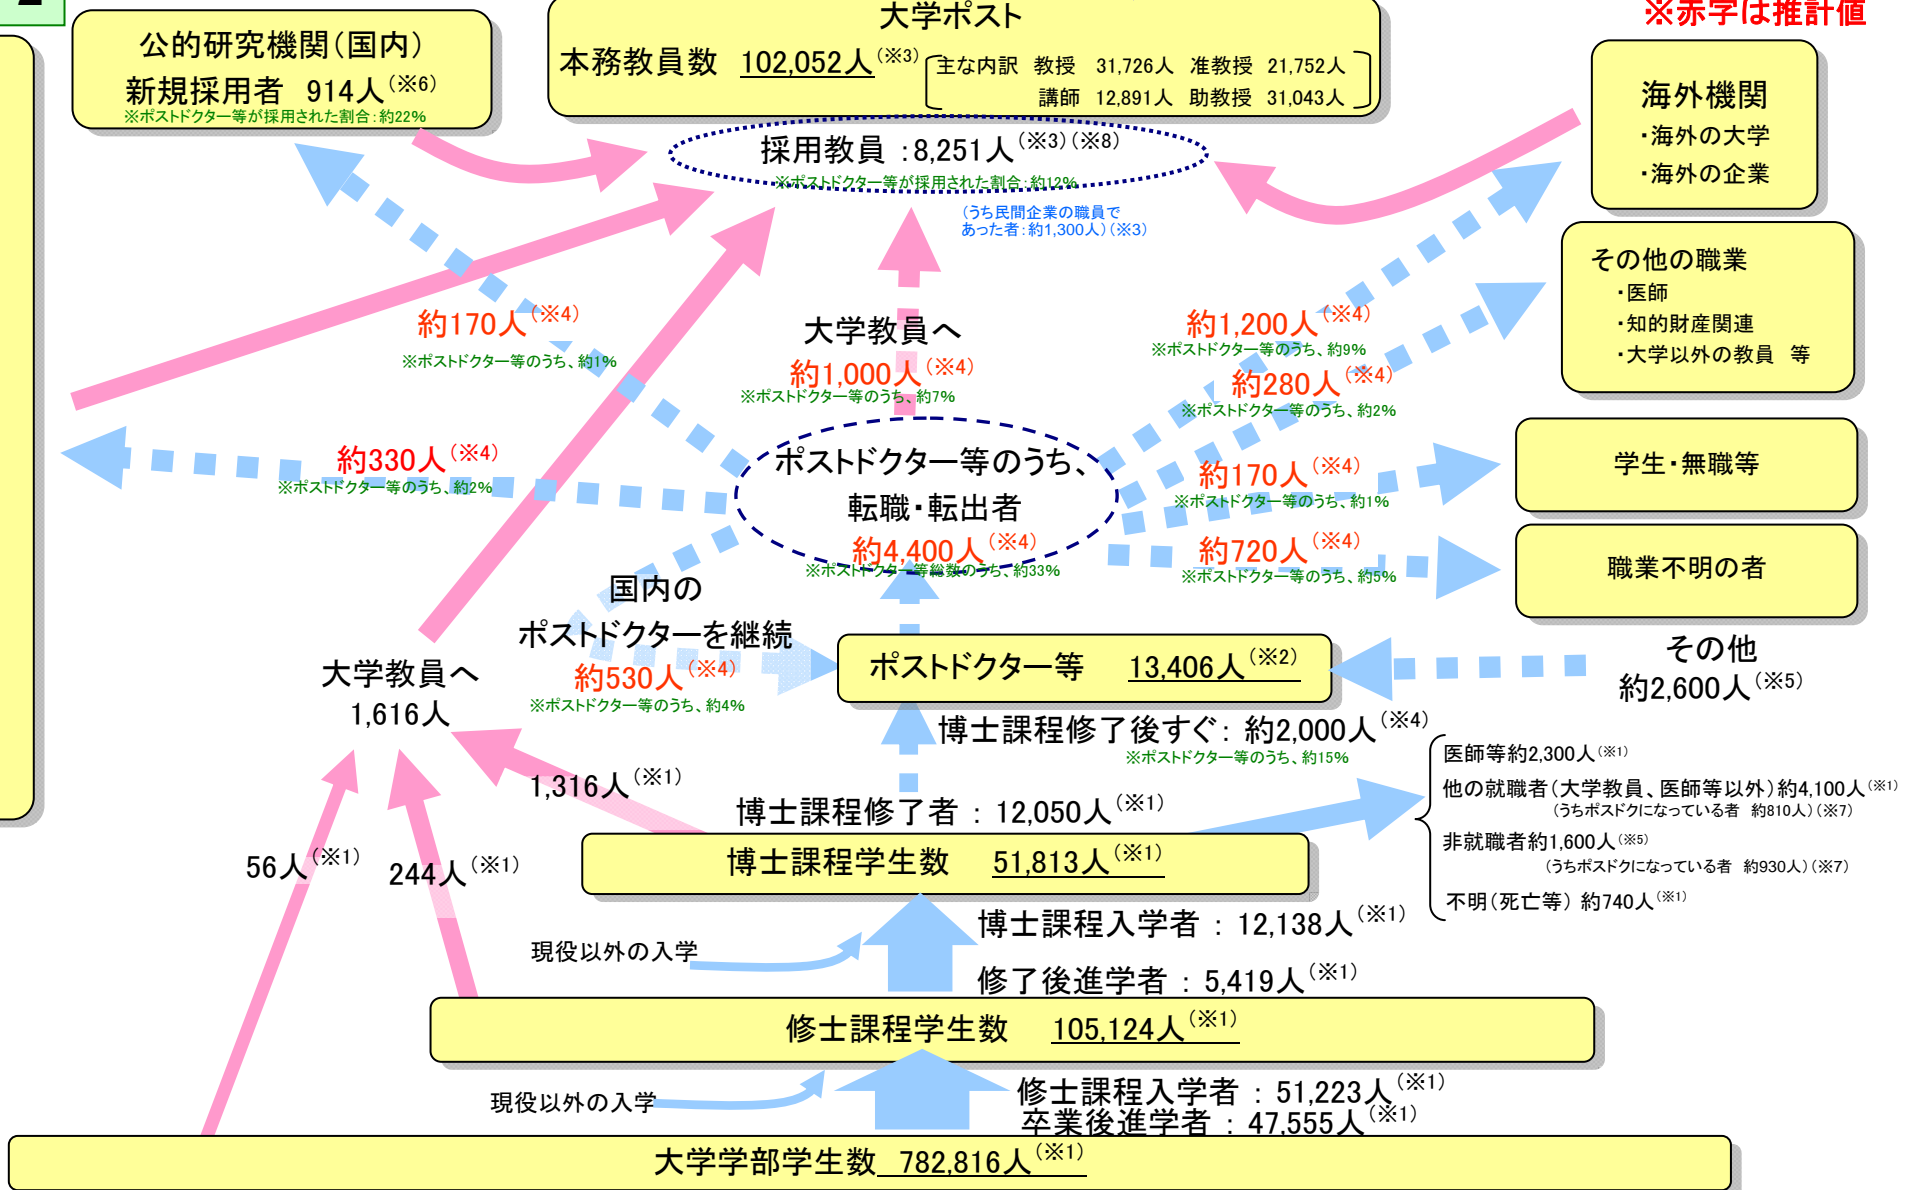 2
※赤字は推計値
公的研究機関(国内)
新規採用者 914人(※6)
※ポストドクター等が採用された割合:約22%
大学ポスト
本務教員数 102,052人(※3)
主な内訳 教授 31,726人 准教授 21,752人
講師 12,891人 助教授 31,043人
海外機関
・海外の大学
・海外の企業
採用教員:8,251人(※3)(※8)
※ポストドクター等が採用された割合:約12%
(うち民間企業の職員で
あった者:約1,300人)(※3)
その他の職業
・医師
・知的財産関連
・大学以外の教員 等
約170人(※4)
※ポストドクター等のうち、約1%
大学教員へ
約1,000人(※4)
※ポストドクター等のうち、約7%
約1,200人(※4)
※ポストドクター等のうち、約9%
約280人(※4)
※ポストドクター等のうち、約2%
約330人(※4)
※ポストドクター等のうち、約2%
ポストドクター等のうち、
転職・転出者
約4,400人(※4)
※ポストドクター等総数のうち、約33%
約170人(※4)
※ポストドクター等のうち、約1%
学生・無職等
約720人(※4)
※ポストドクター等のうち、約5%
職業不明の者
国内の
ポストドクターを継続
約530人(※4)
※ポストドクター等のうち、約4%
ポストドクター等 13,406人(※2)
その他
約2,600人(※5)
大学教員へ
1,616人
博士課程修了後すぐ:約2,000人(※4)
※ポストドクター等のうち、約15%
1,316人(※1)
博士課程修了者:12,050人(※1)
医師等約2,300人(※1)
他の就職者(大学教員、医師等以外)約4,100人(※1)
(うちポスドクになっている者 約810人)(※7)
非就職者約1,600人(※5)
(うちポスドクになっている者 約930人)(※7)
不明(死亡等)約740人(※1)
56人(※1)
244人(※1)
博士課程学生数 51,813人(※1)
博士課程入学者:12,138人(※1)
現役以外の入学
修了後進学者:5,419人(※1)
修士課程学生数 105,124人(※1)
現役以外の入学
修士課程入学者:51,223人(※1)
卒業後進学者:47,555人(※1)
大学学部学生数 782,816人(※1)